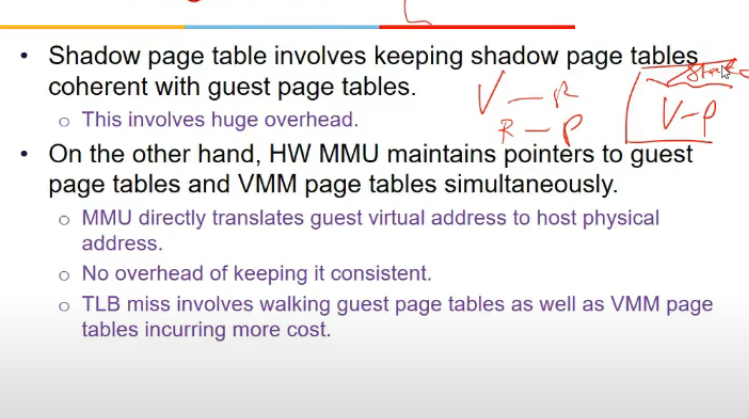 • Shadow page table involves keeping shadow page tables
coherent with guest page tables.
○ This involves huge overhead.
V – R
R – P
V – P
• On the other hand, HW MMU maintains pointers to guest
page tables and VMM page tables simultaneously.
○ MMU directly translates guest virtual address to host physical
address.
○ No overhead of keeping it consistent.
○ TLB miss involves walking guest page tables as well as VMM page
tables incurring more cost.